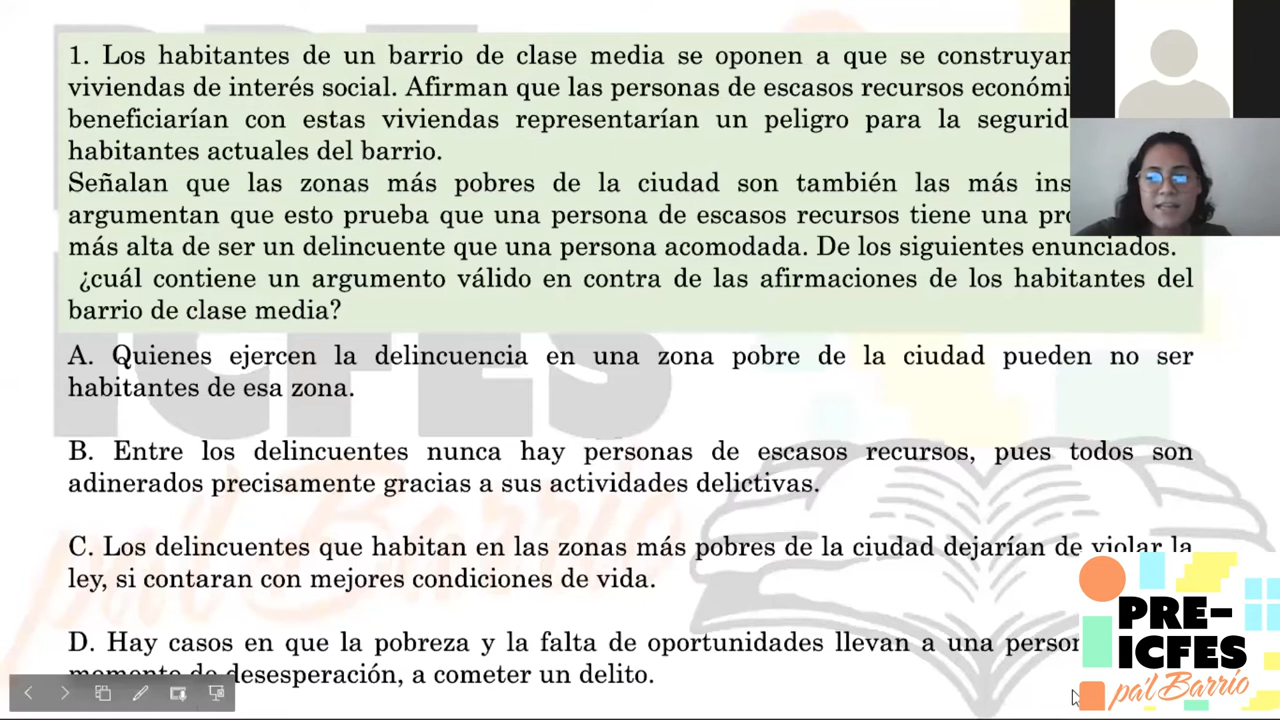 1. Los habitantes de un barrio de clase media se oponen a que se construyan
viviendas de interés social. Afirman que las personas de escasos recursos
beneficiarían con estas viviendas representarían un peligro para la
habitantes actuales del barrio.
Señalan que las zonas más pobres de la ciudad son también las más
argumentan que esto prueba que una persona de escasos recursos tiene una
más alta de ser un delincuente que una persona acomodada. De los siguientes enunciados.
¿cuál contiene un argumento válido en contra de las afirmaciones de los habitantes del
barrio de clase media?
A. Quienes ejercen la delincuencia en una zona pobre de la ciudad pueden no ser
habitantes de esa zona.
B. Entre los delincuentes nunca hay personas de escasos recursos, pues todos son
adinerados precisamente gracias a sus actividades delictivas.
C. Los delincuentes que habitan en las zonas más pobres de la ciudad dejarían de violar la
ley, si contaran con mejores condiciones de vida.
D. Hay casos en que la pobreza y la falta de oportunidades llevan a una
momento de desesperación, a cometer un delito.
PRE-
ICFES
pa'l Barrio